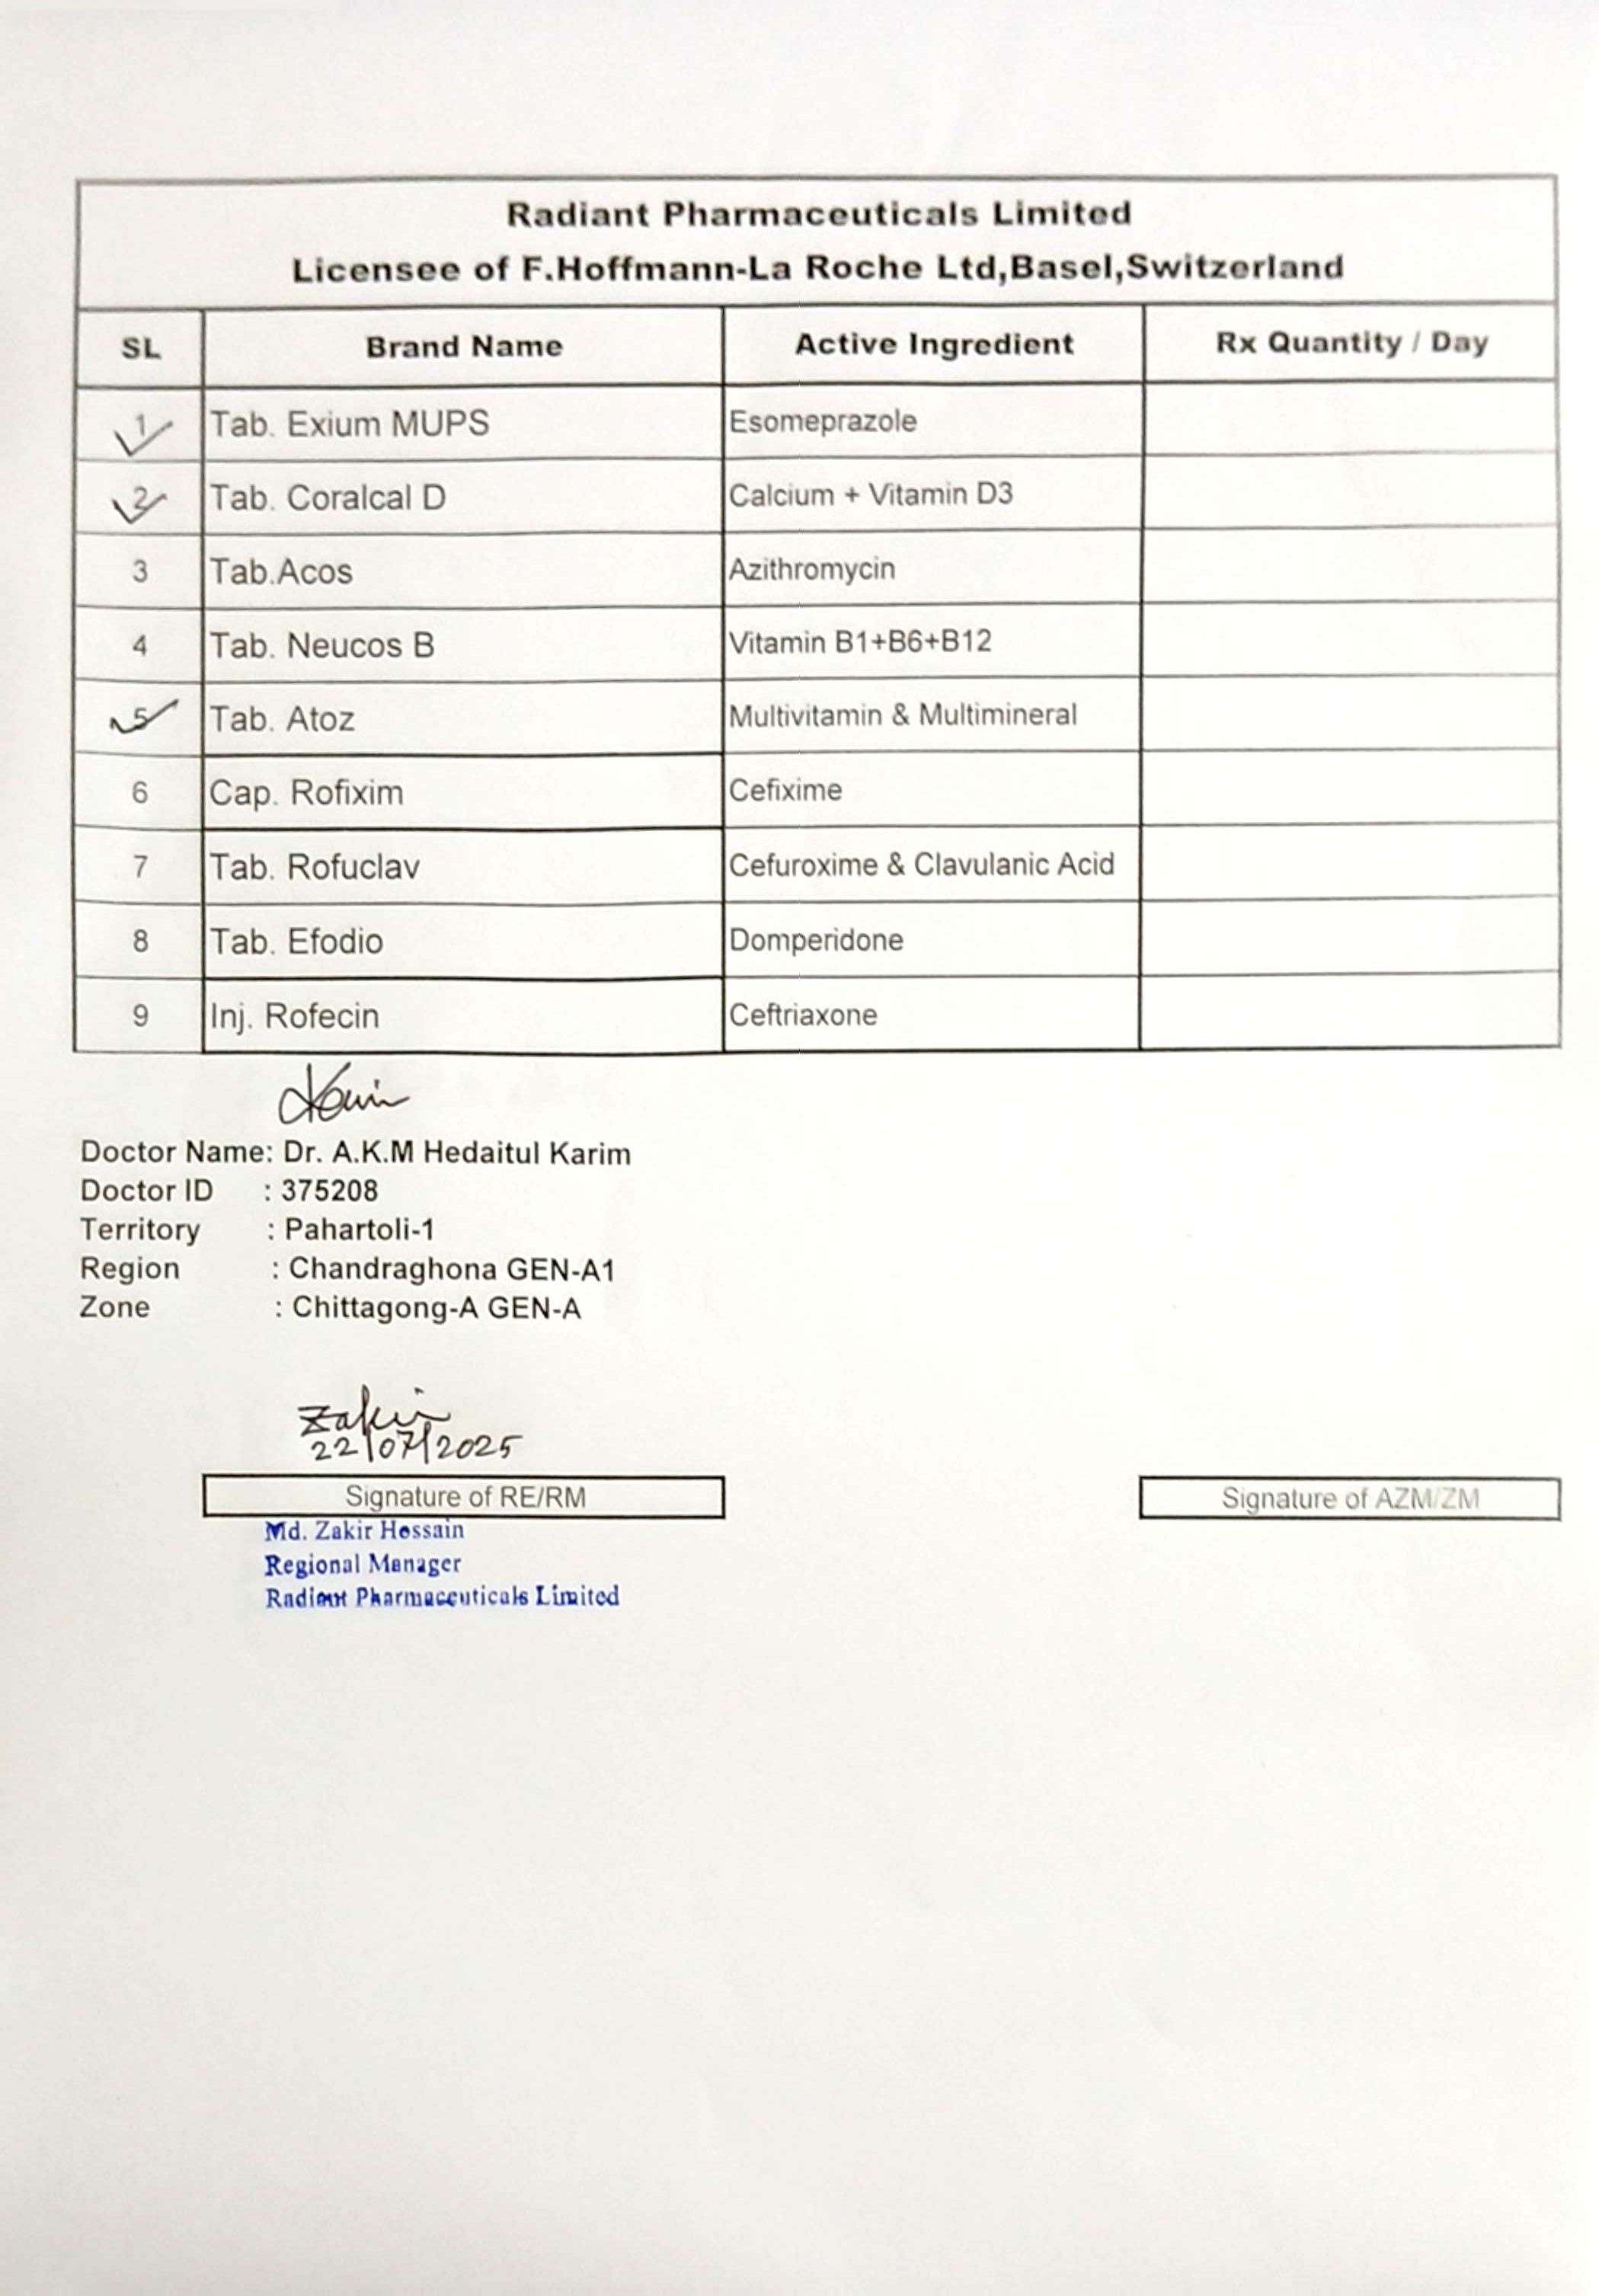 Radiant Pharmaceuticals Limited
Licensee of F.Hoffmann-La Roche Ltd,Basel,Switzerland
SL Brand Name Active Ingredient Rx Quantity / Day
1 Tab. Exium MUPS Esomeprazole
2 Tab. Coralcal D Calcium + Vitamin D3
3 Tab.Acos Azithromycin
4 Tab. Neucos B Vitamin B1+B6+B12
5 Tab. Atoz Multivitamin & Multimineral
6 Cap. Rofixim Cefixime
7 Tab. Rofuclav Cefuroxime & Clavulanic Acid
8 Tab. Efodio Domperidone
9 Inj. Rofecin Ceftriaxone
Doctor Name: Dr. A.K.M Hedaitul Karim
Doctor ID : 375208
Territory : Pahartoli-1
Region : Chandraghona GEN-A1
Zone : Chittagong-A GEN-A
Zakir
22/07/2025
Signature of RE/RM Signature of AZM/ZM
Md. Zakir Hossain
Regional Manager
Radiant Pharmaceuticals Limited